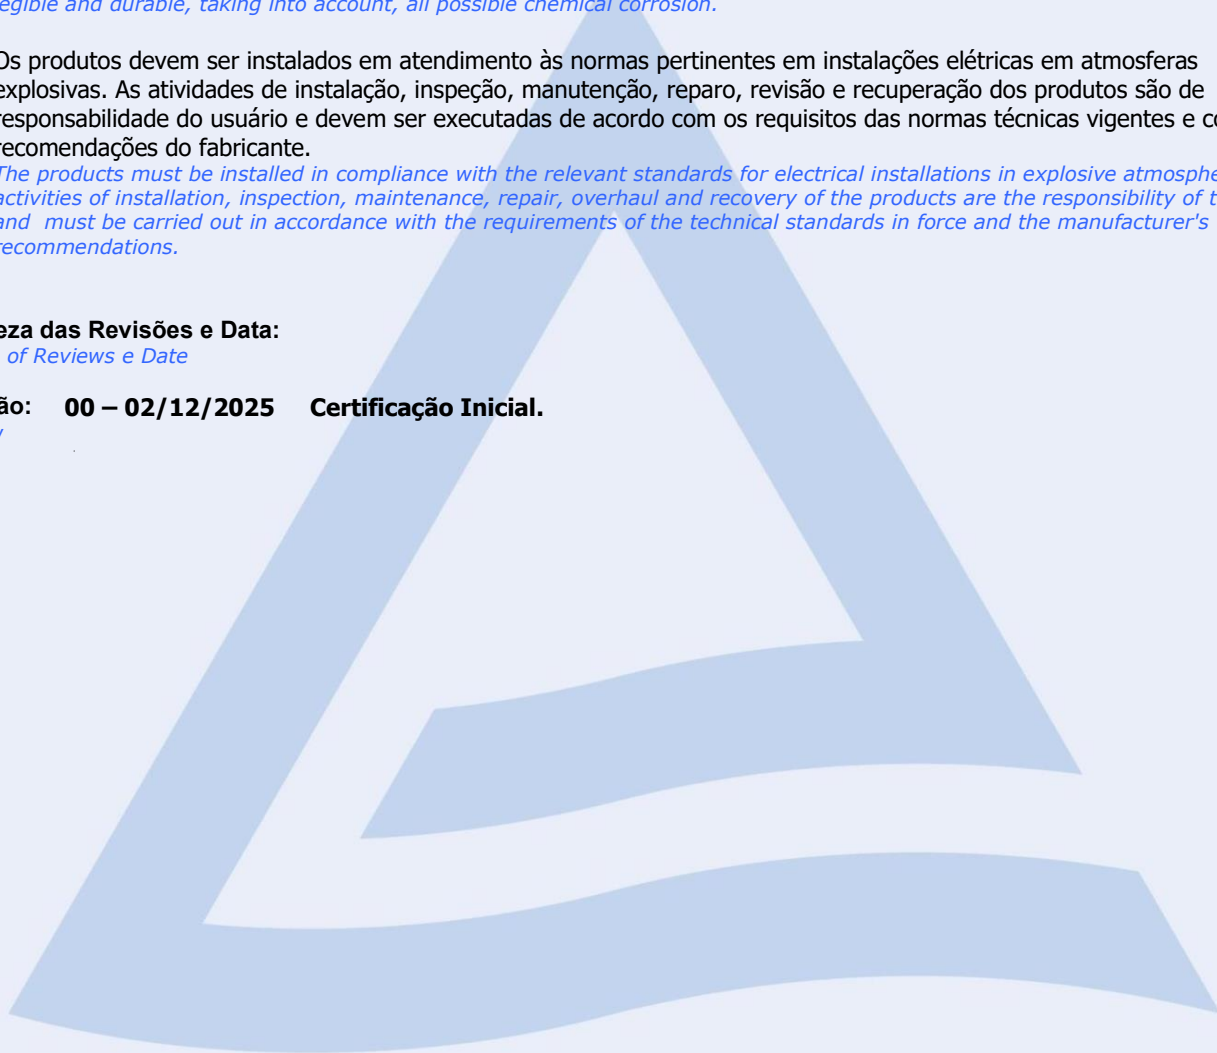 egible and durable, taking into account, all possible chemical corrosion.
Os produtos devem ser instalados em atendimento às normas pertinentes em instalações elétricas em atmosferas
explosivas. As atividades de instalação, inspeção, manutenção, reparo, revisão e recuperação dos produtos são de
responsabilidade do usuário e devem ser executadas de acordo com os requisitos das normas técnicas vigentes e co
recomendações do fabricante.
The products must be installed in compliance with the relevant standards for electrical installations in explosive atmosphe
activities of installation, inspection, maintenance, repair, overhaul and recovery of the products are the responsibility of t
and  must be carried out in accordance with the requirements of the technical standards in force and the manufacturer's
recommendations.
eza das Revisões e Data:
of Reviews e Date
ão: 00 – 02/12/2025 Certificação Inicial.